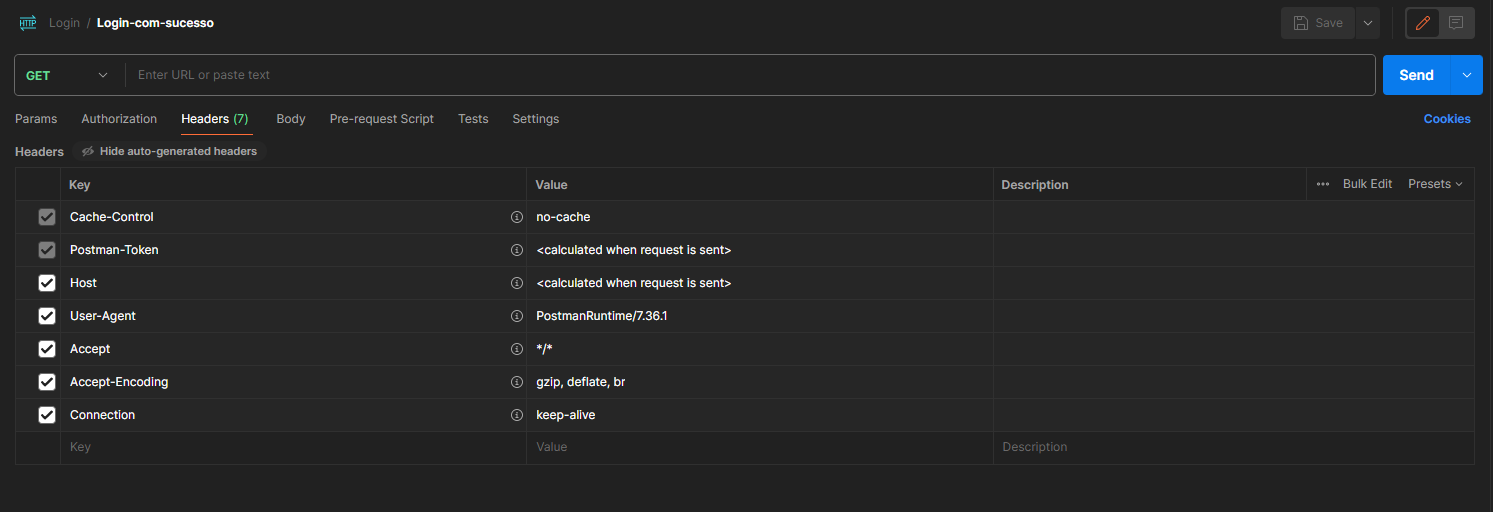 HTTP Login / Login-com-sucesso Save
GET Enter URL or paste text Send
Params Authorization Headers (7) Body Pre-request Script Tests Settings Cookies
Headers Hide auto-generated headers
Key Value Description ••• Bulk Edit Presets
Cache-Control no-cache
Postman-Token <calculated when request is sent>
Host <calculated when request is sent>
User-Agent PostmanRuntime/7.36.1
Accept */*
Accept-Encoding gzip, deflate, br
Connection keep-alive
Key Value Description